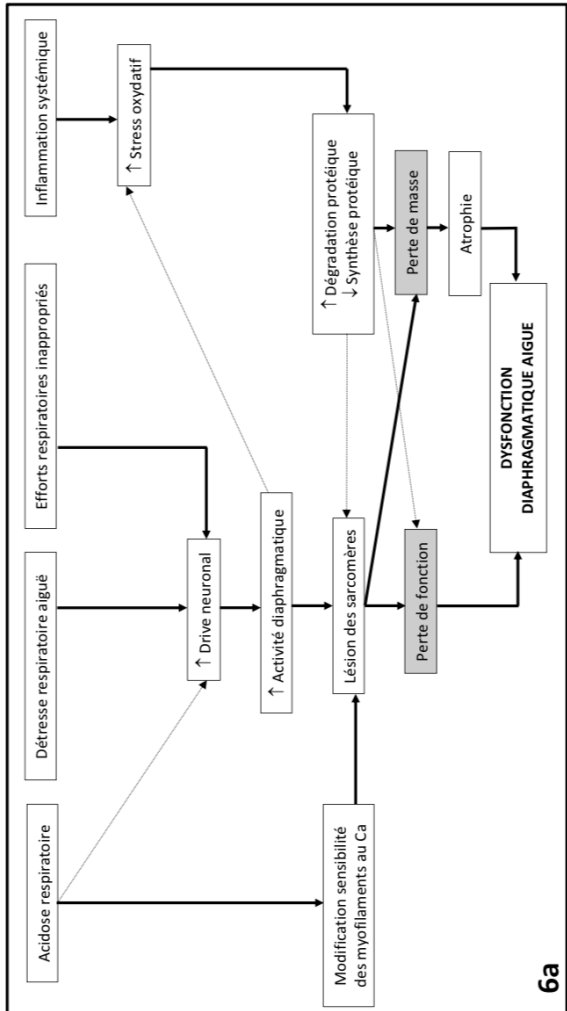 Acidose respiratoire
Détresse respiratoire aiguë
Efforts respiratoires inappropriés
Inflammation systémique
↑ Drive neuronal
↑ Stress oxydatif
↑ Activité diaphragmatique
Modification sensibilité
des myofilaments au Ca
Lésion des sarcomères
↑ Dégradation protéique
↓ Synthèse protéique
Perte de fonction
Perte de masse
Atrophie
DYSFONCTION
DIAPHRAGMATIQUE AIGUE
6a